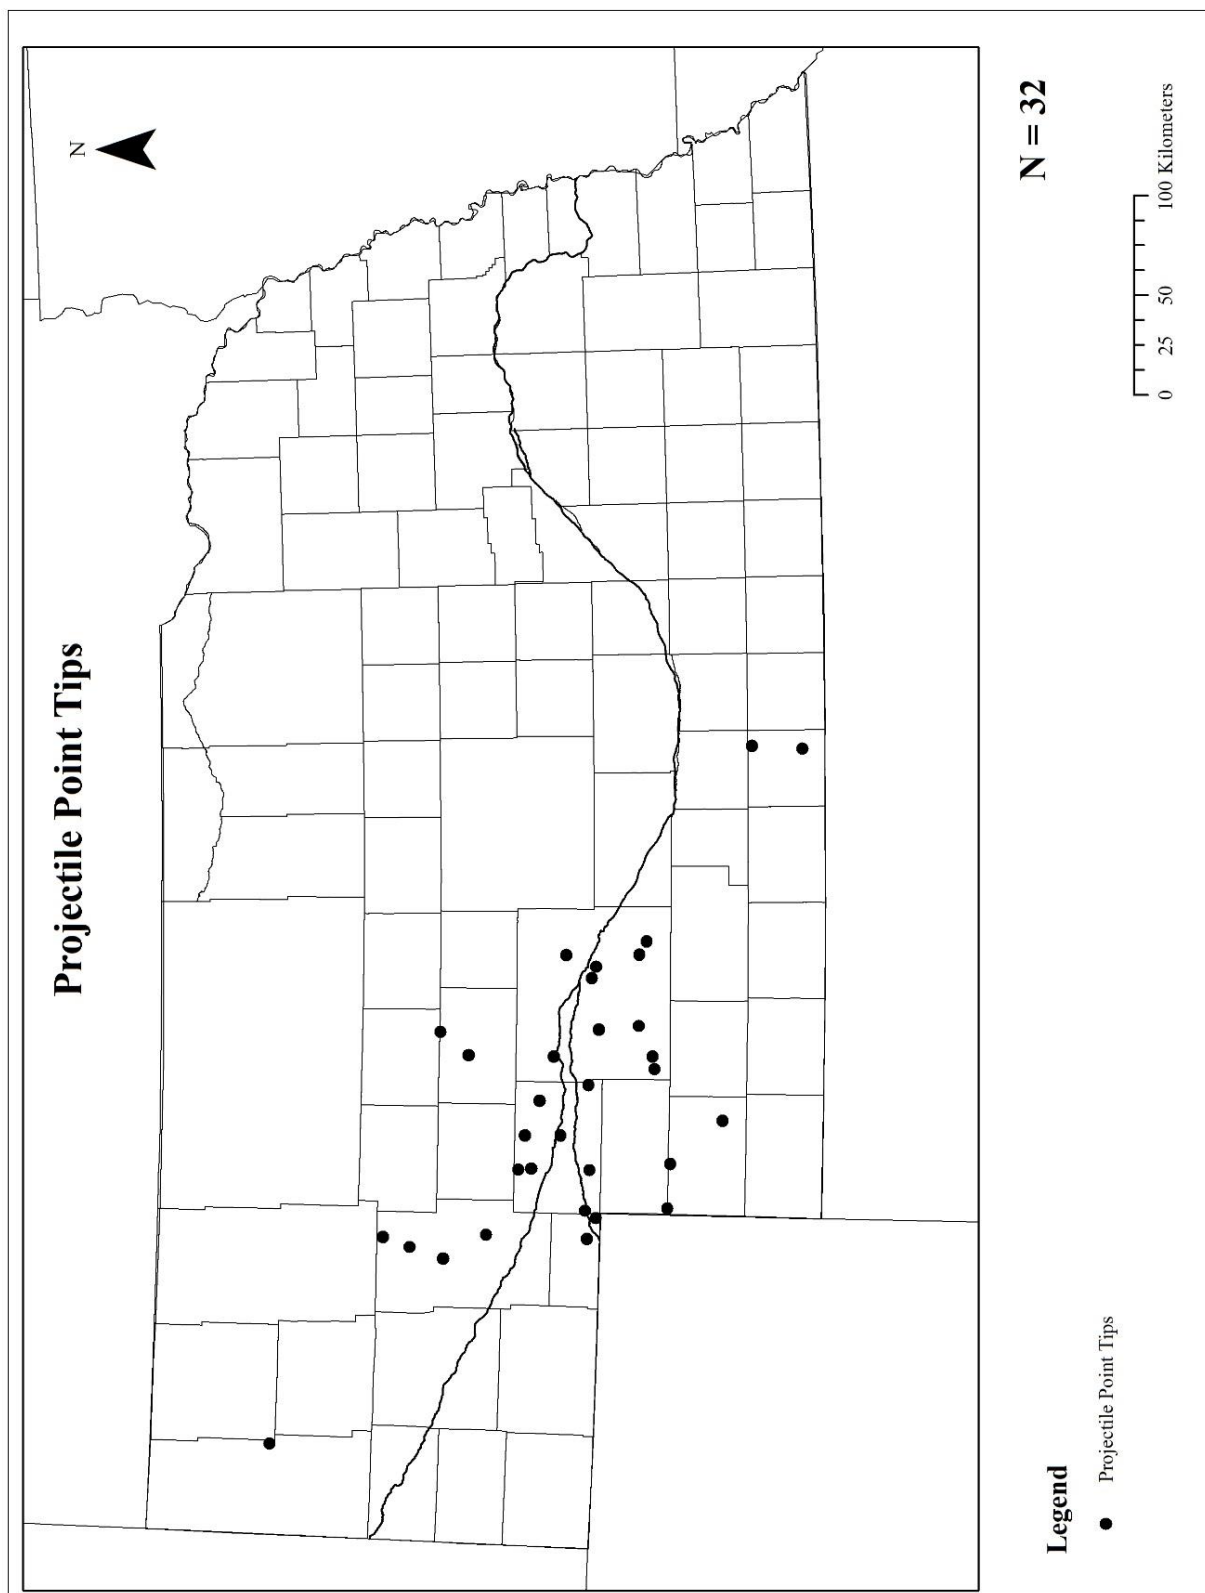 Projectile Point Tips
N
N = 32
0 25 50 100 Kilometers
Legend
Projectile Point Tips